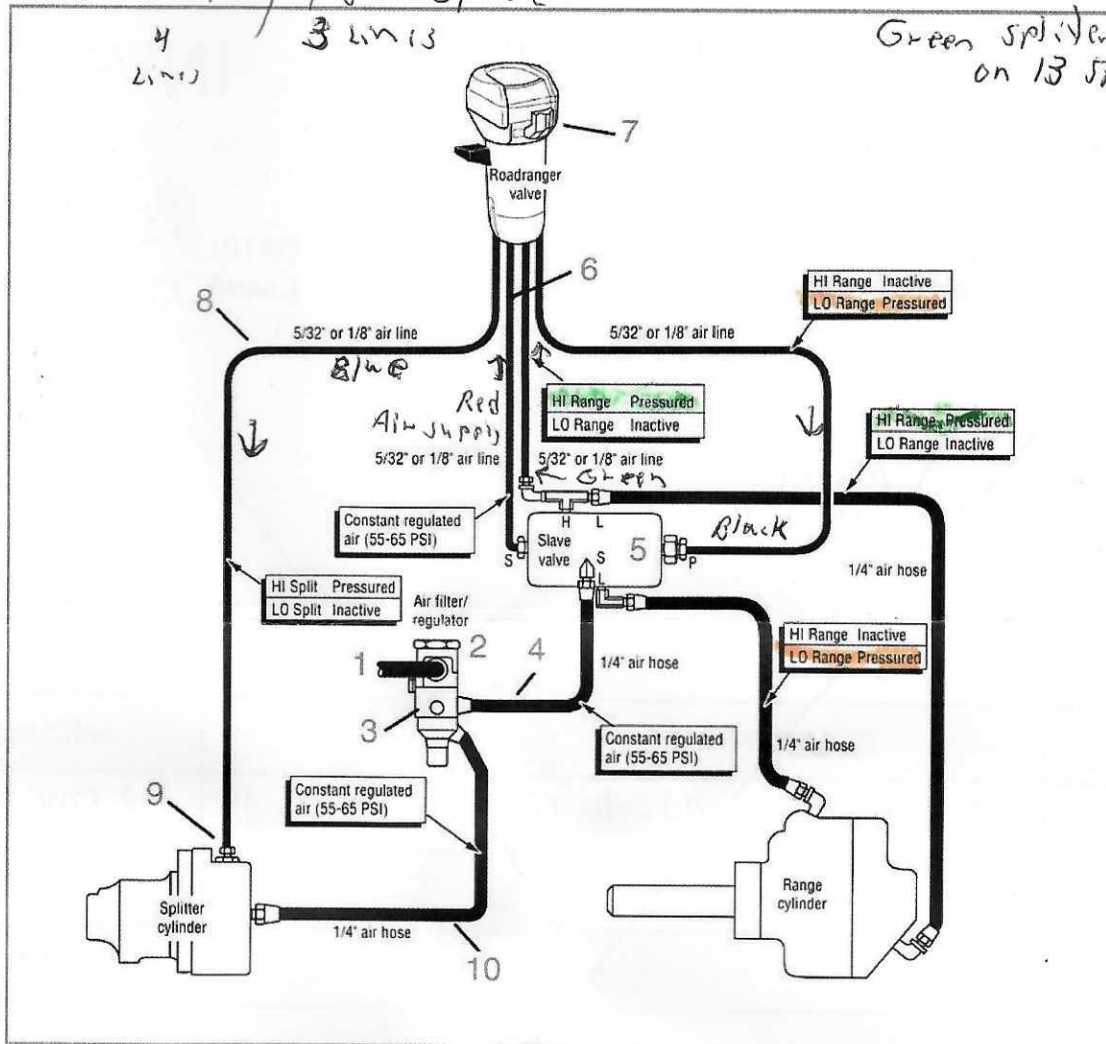 4
Lines
3 Lines
Green
on 13
7
Roadranger
valve
6
8
HI Range Inactive
LO Range Pressured
5/32" or 1/8" air line
5/32" or 1/8" air line
Blue
Red
Air supply
HI Range Pressured
LO Range Inactive
HI Range Pressured
LO Range Inactive
5/32" or 1/8" air line
5/32" or 1/8" air line
Green
Constant regulated
air (55-65 PSI)
H L
Slave
valve
S
5
S
L
P
Black
1/4" air hose
HI Split Pressured
LO Split Inactive
Air filter/
regulator
1
2
4
3
1/4" air hose
HI Range Inactive
LO Range Pressured
Constant regulated
air (55-65 PSI)
1/4" air hose
Constant regulated
air (55-65 PSI)
9
Splitter
cylinder
1/4" air hose
10
Range
cylinder